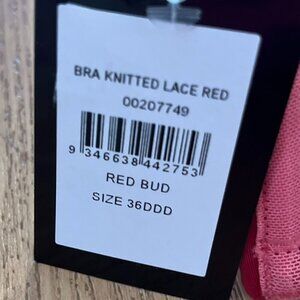 BRA KNITTED LACE RED
00207749
9 346638 442753
RED BUD
SIZE 36DDD